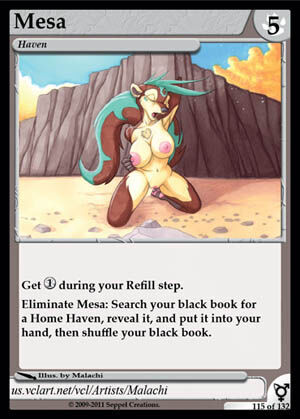 Mesa
5
Haven
Get ① during your Refill step.
Eliminate Mesa: Search your black book for
a Home Haven, reveal it, and put it into your
hand, then shuffle your black book.
Illus. by Malachi
us.vclart.net/vcl/Artists/Malachi
© 2009-2011 Seppel Creations.
115 of 132